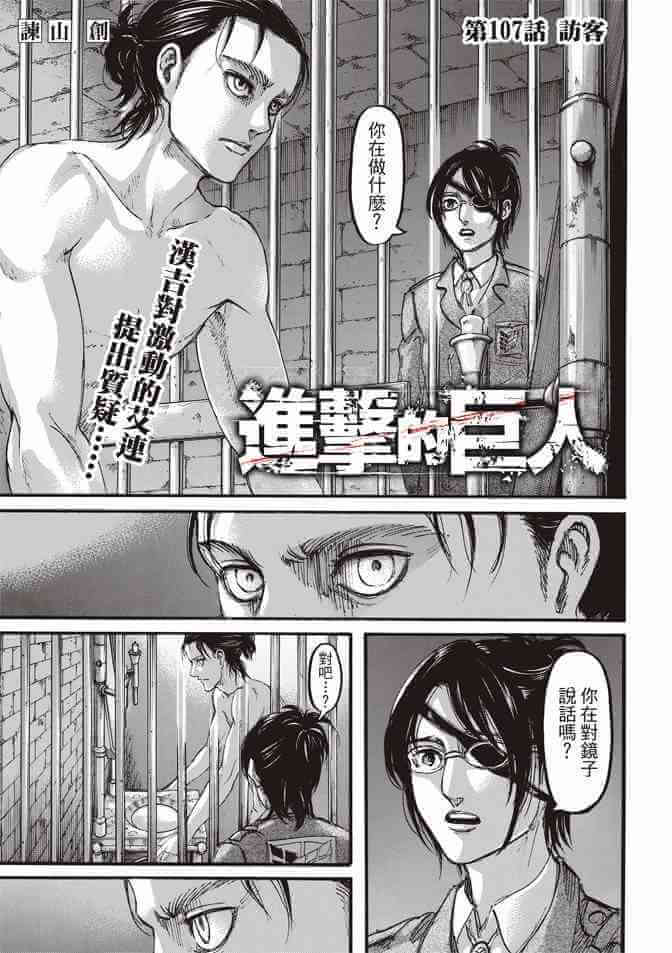 第107話 訪客
諫山創
你在做什麼？
漢吉對激動的艾連
提出質疑……
進擊的巨人
你在對鏡子
說話嗎？
對吧…？